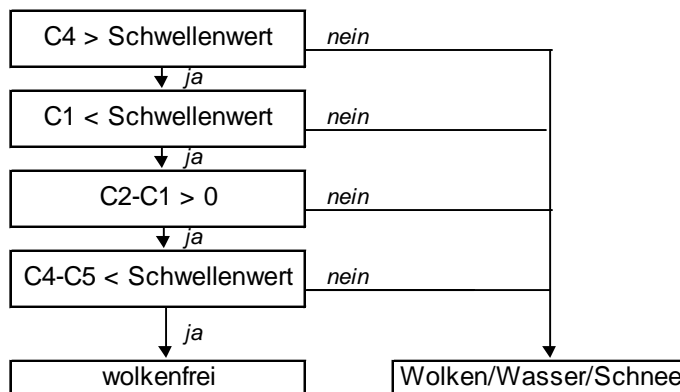 C4 > Schwellenwert
nein
ja
C1 < Schwellenwert
nein
ja
C2-C1 > 0
nein
ja
C4-C5 < Schwellenwert
nein
ja
wolkenfrei
Wolken/Wasser/Schnee